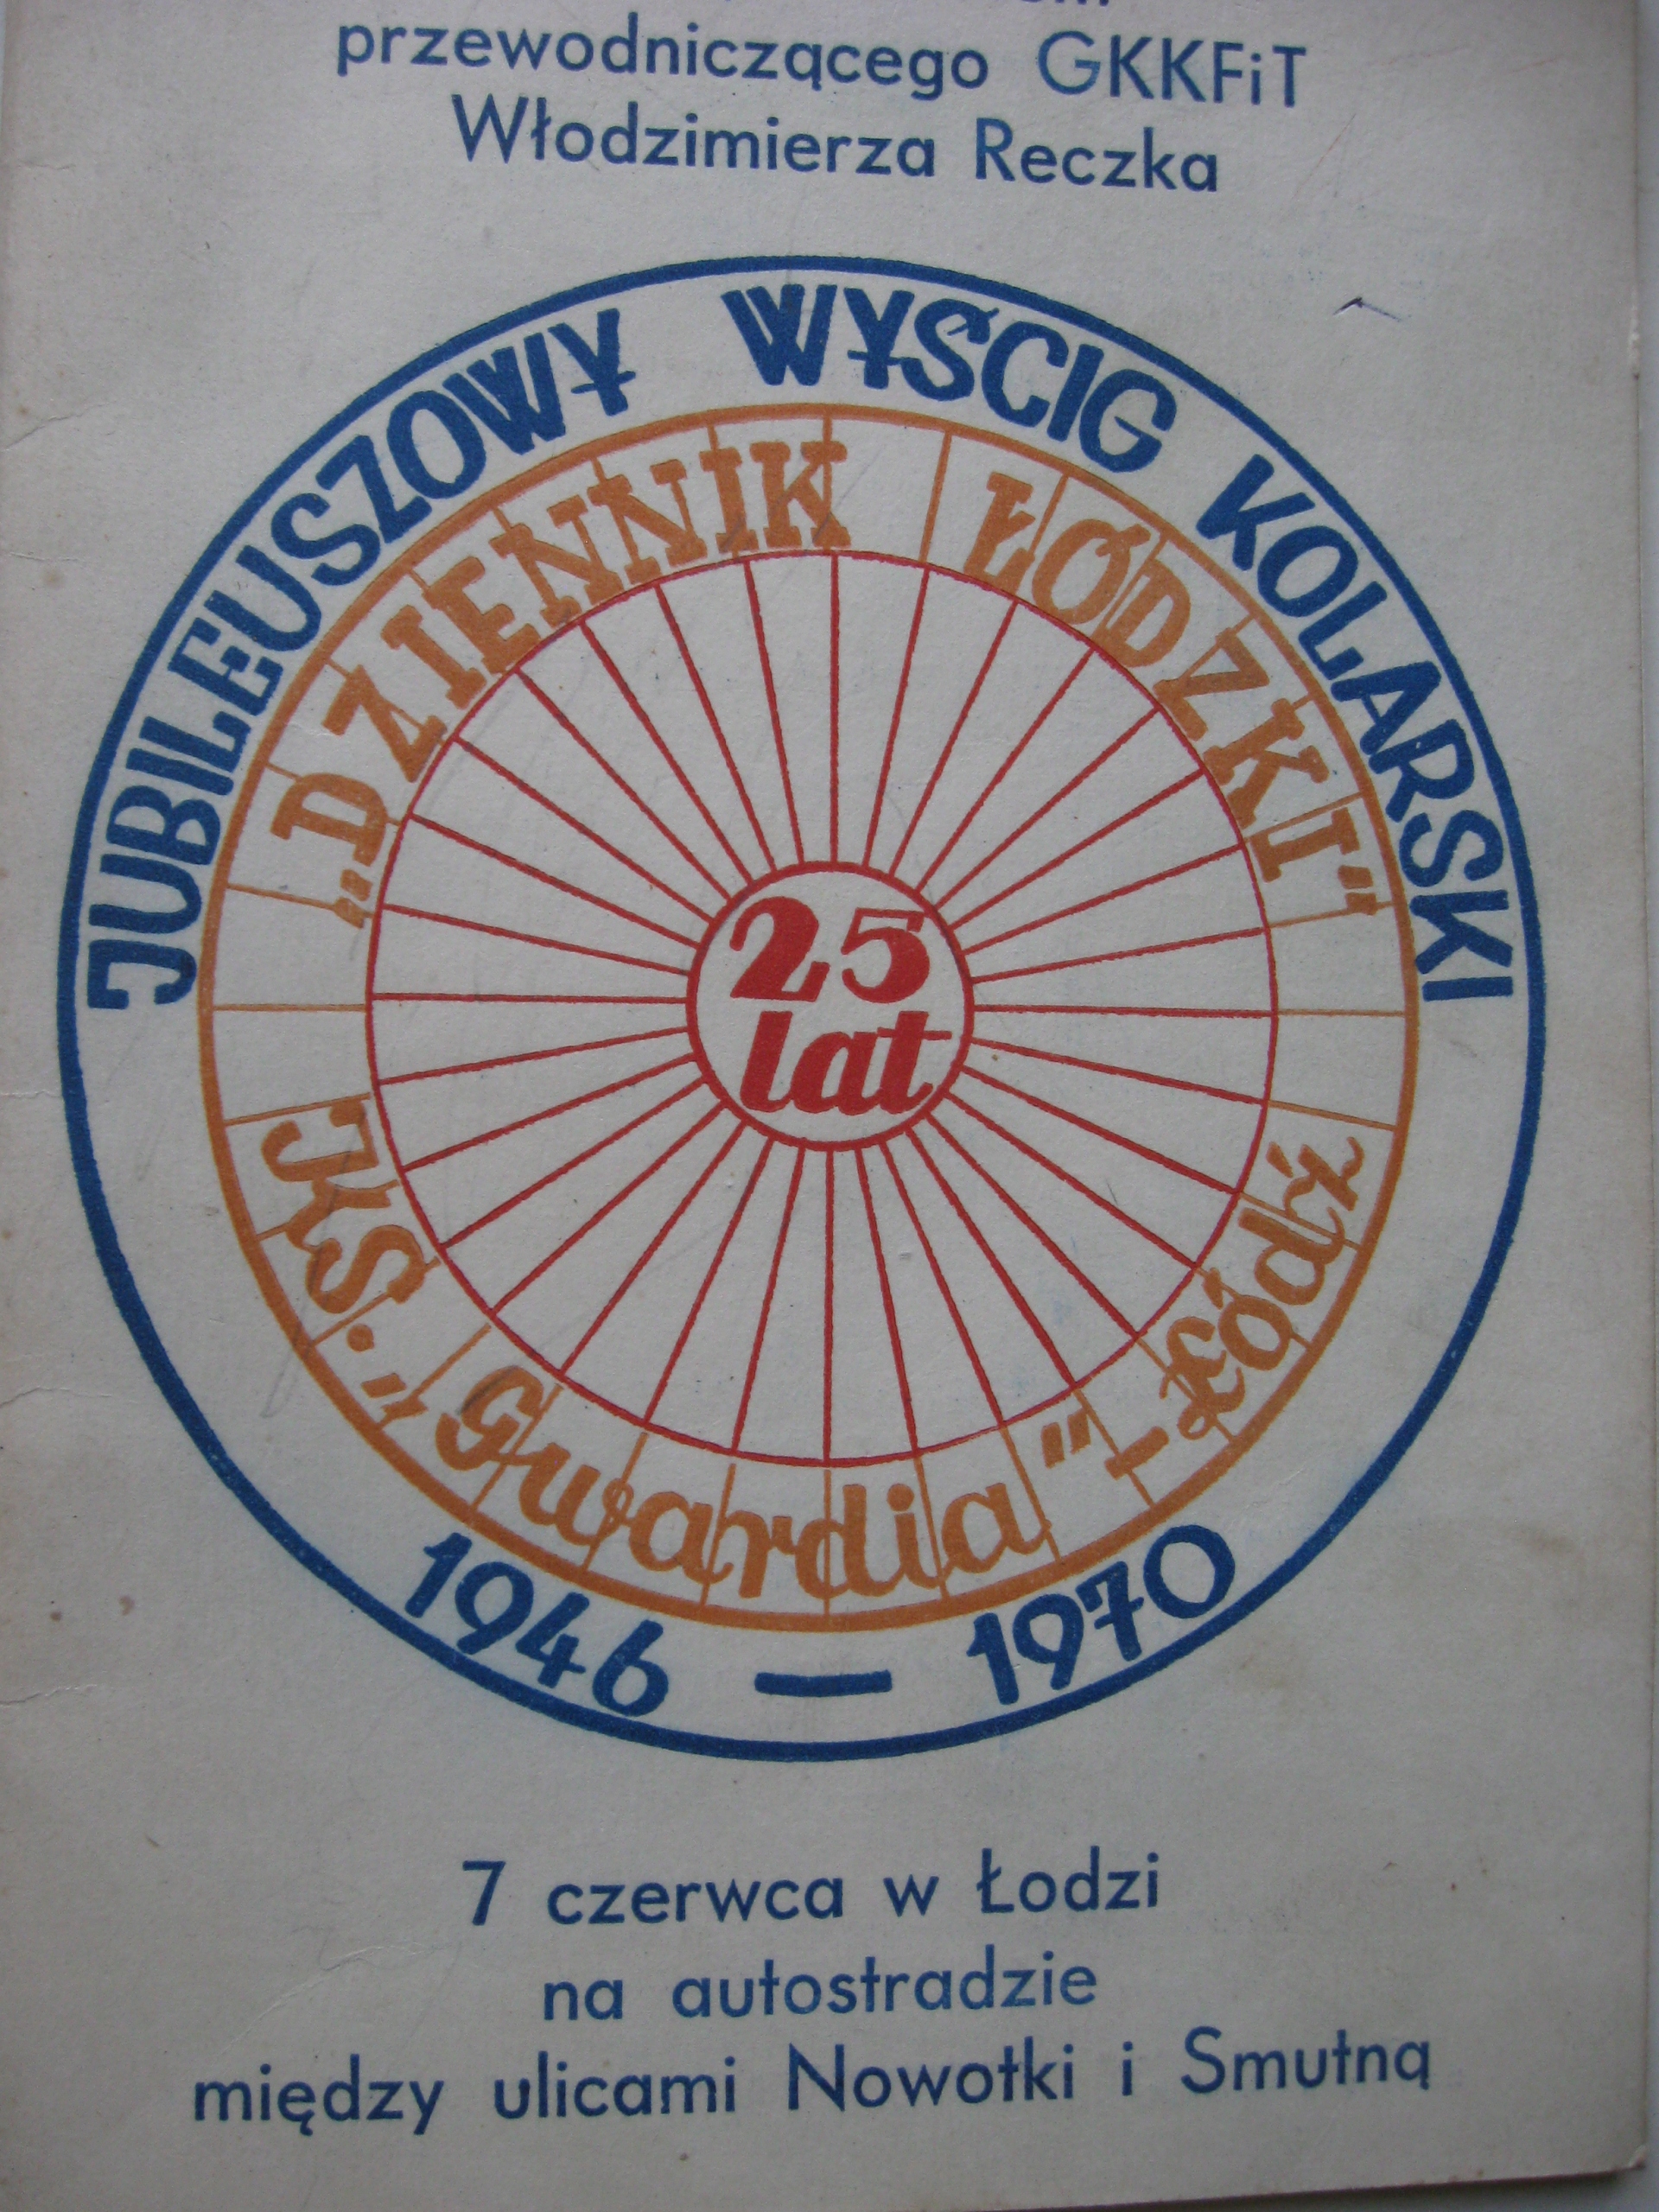 przewodniczącego GKKFiT
Włodzimierza Reczka
JUBILEUSZOWY WYŚCIG KOLARSKI
„DZIENNIK ŁÓDZKI"
25
lat
JKS. „Gwardia" - Łódź
1946 — 1970
7 czerwca w Łodzi
na autostradzie
między ulicami Nowotki i Smutną